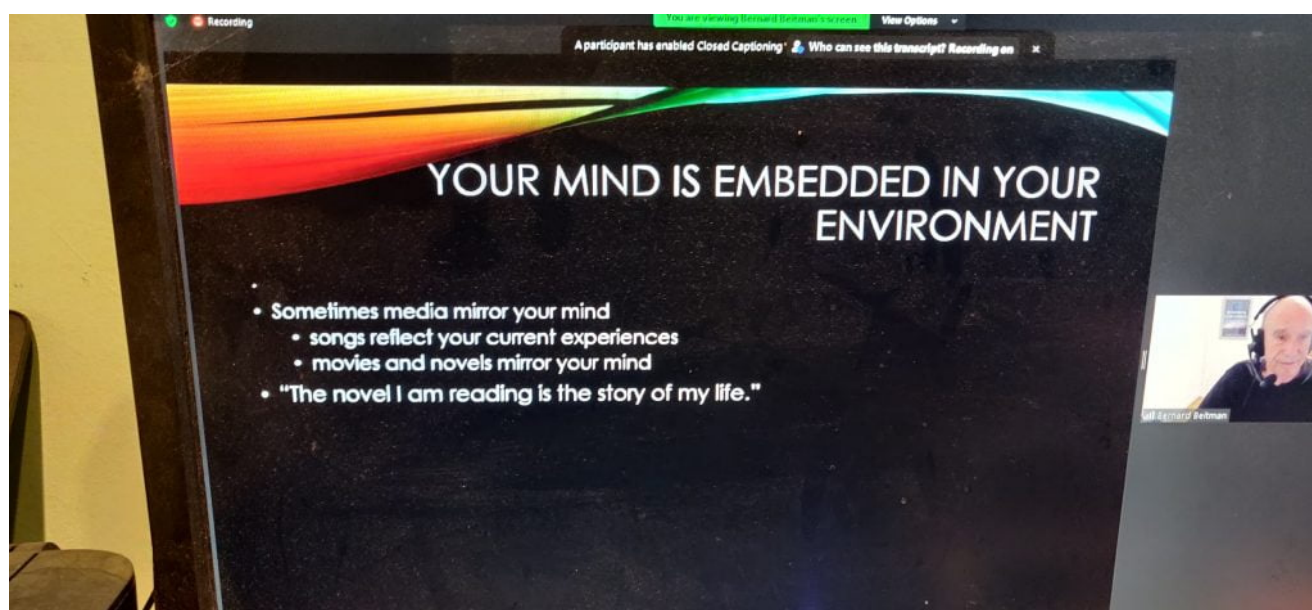 Recording
You are viewing Bernard Beitman's screen
View Options
A participant has enabled Closed Captioning
Who can see this transcript? Recording on
YOUR MIND IS EMBEDDED IN YOUR
ENVIRONMENT
• Sometimes media mirror your mind
• songs reflect your current experiences
• movies and novels mirror your mind
• "The novel I am reading is the story of my life."
Bernard Beitman